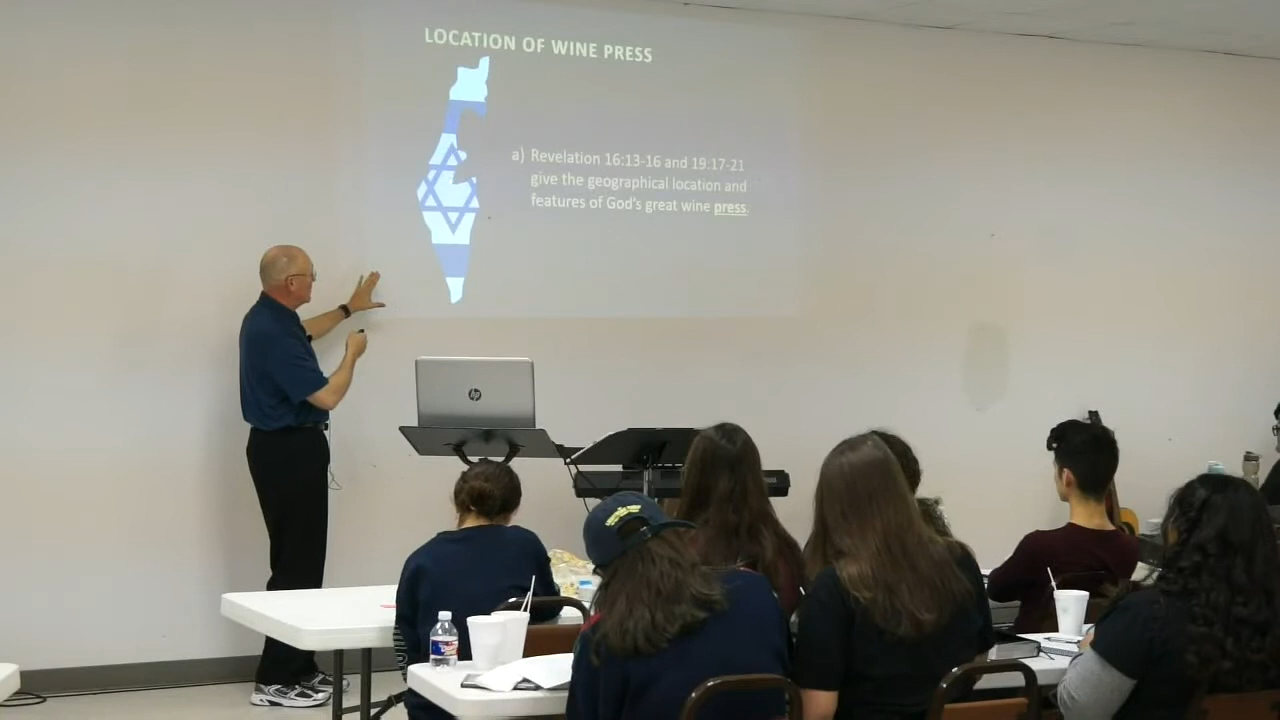 LOCATION OF WINE PRESS
a) Revelation 16:13-16 and 19:17-21
give the geographical location and
features of God's great wine press.
hp